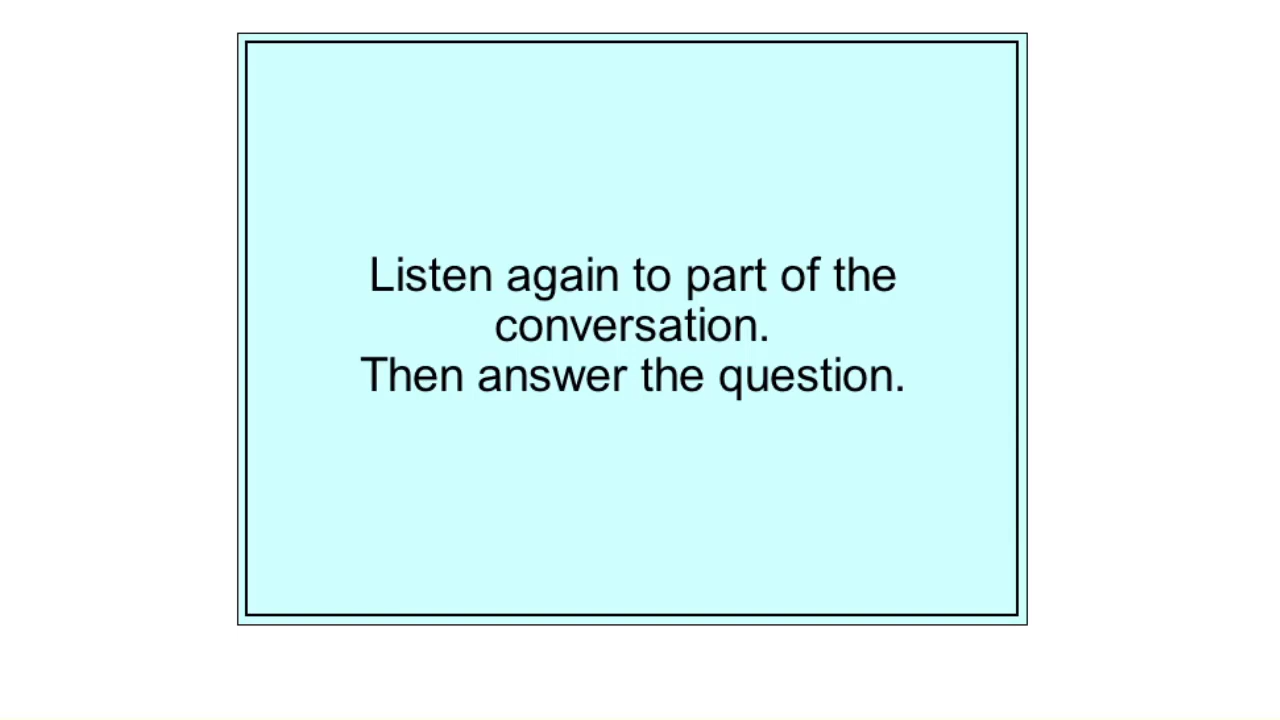 Listen again to part of the
conversation.
Then answer the question.